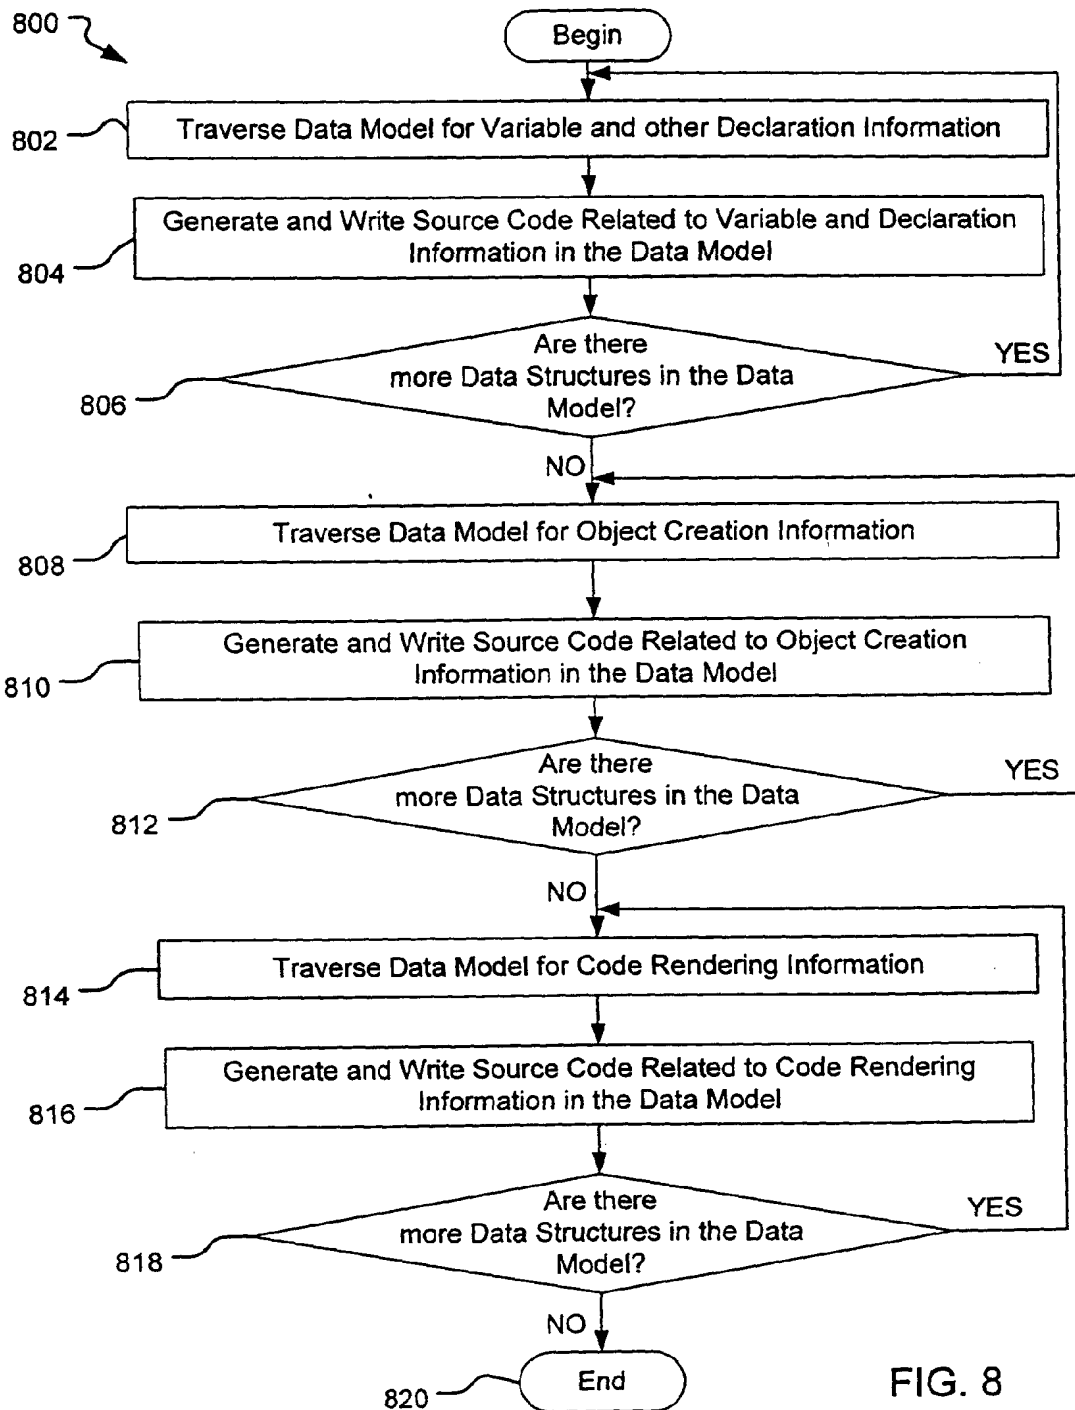 800
Begin
802
Traverse Data Model for Variable and other Declaration Information
804
Generate and Write Source Code Related to Variable and Declaration
Information in the Data Model
806
Are there
more Data Structures in the Data
Model?
YES
NO
808
Traverse Data Model for Object Creation Information
810
Generate and Write Source Code Related to Object Creation
Information in the Data Model
812
Are there
more Data Structures in the Data
Model?
YES
NO
814
Traverse Data Model for Code Rendering Information
816
Generate and Write Source Code Related to Code Rendering
Information in the Data Model
818
Are there
more Data Structures in the Data
Model?
YES
NO
820
End
FIG. 8